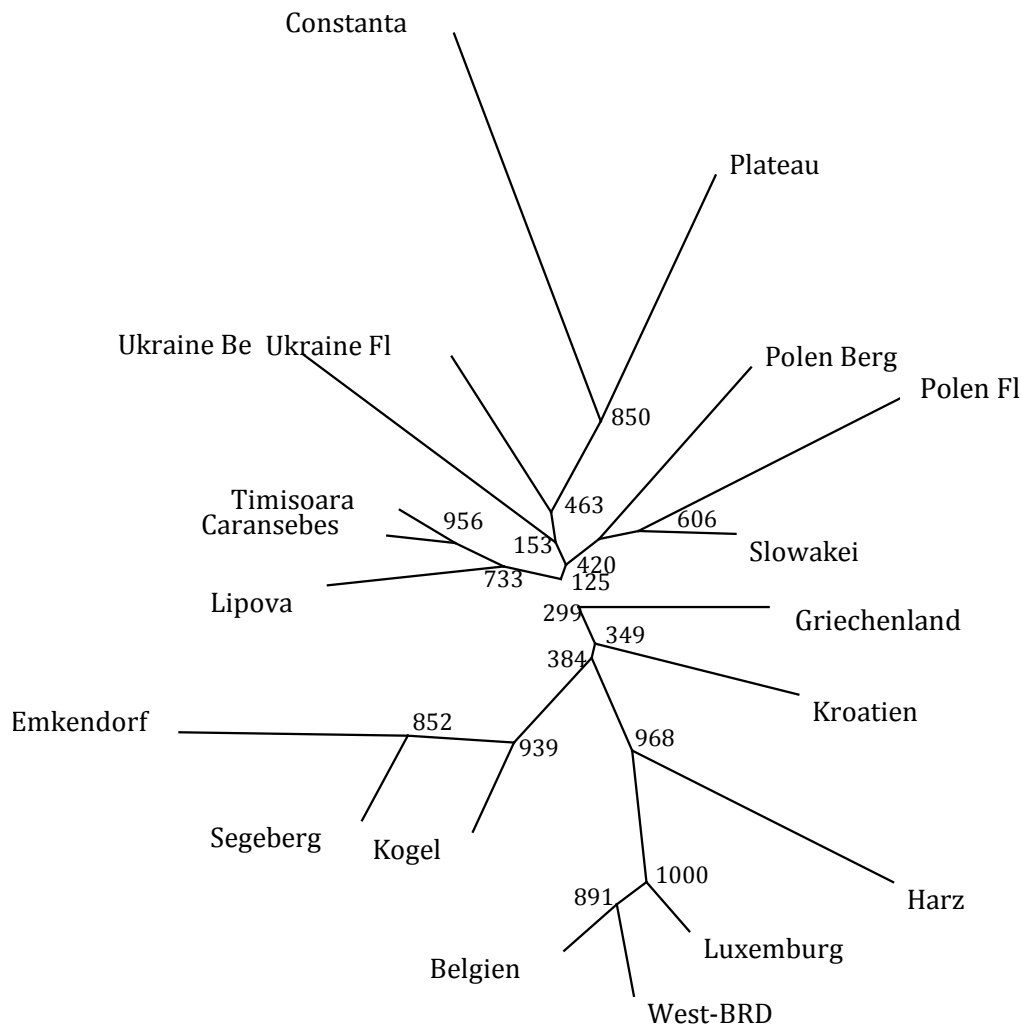 Constanta
Plateau
Ukraine Be
Ukraine Fl
Polen Berg
Polen Fl
850
463
Timisoara
956
606
Caransebes
153
Slowakei
420
733
125
Lipova
299
Griechenland
349
384
Kroatien
Emkendorf
852
939
968
Segeberg
Kogel
1000
891
Harz
Luxemburg
Belgien
West-BRD